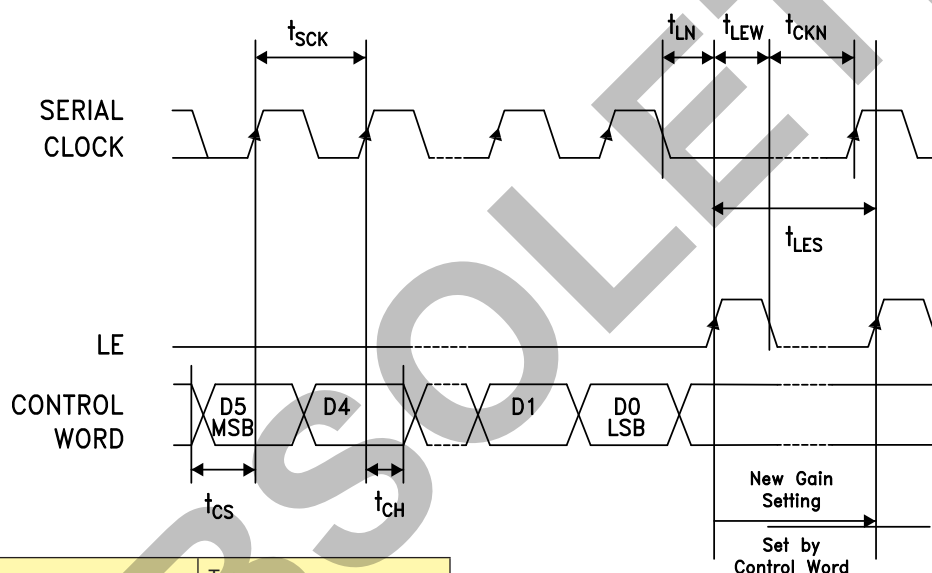 tSCK
tLN tLEW tCKN
SERIAL
CLOCK
tLES
LE
CONTROL
WORD
D5
MSB
D4
D1
D0
LSB
tCS
tCH
New Gain
Setting
Set by
Control Word